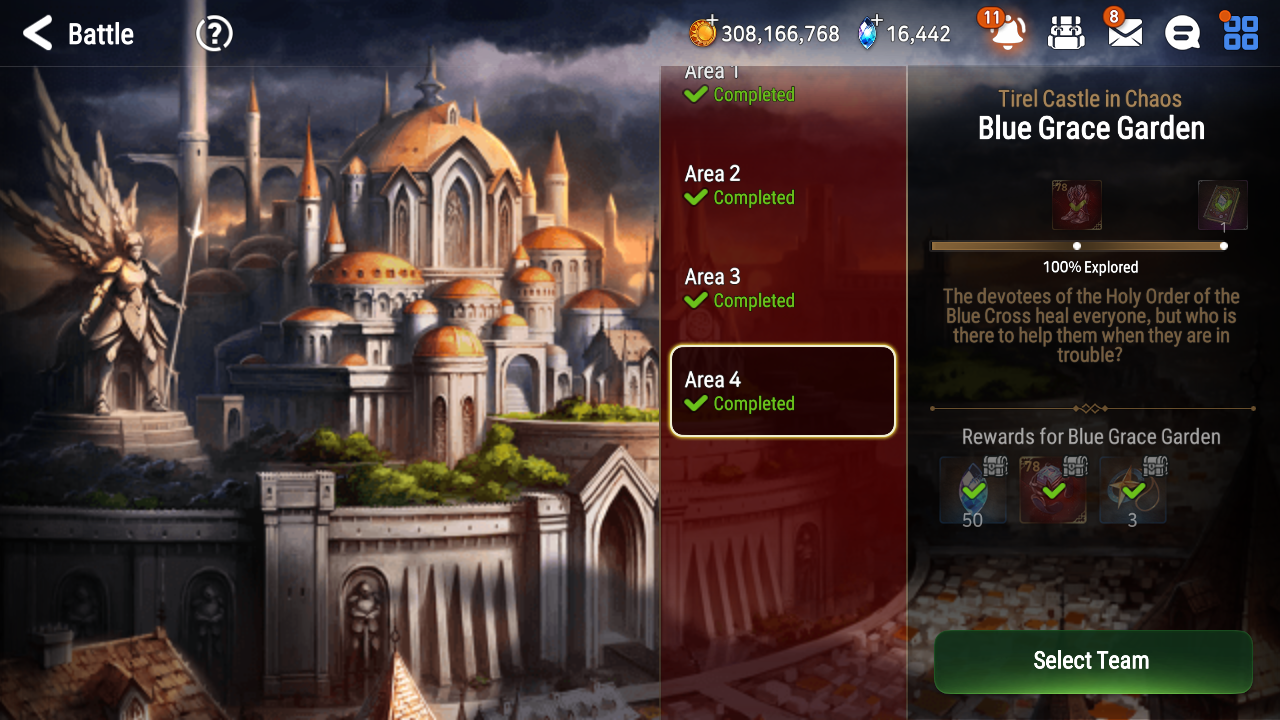 Battle
?
308,166,768
16,442
11
8
Area 1
Completed
Area 2
Completed
Area 3
Completed
Area 4
Completed
Tirel Castle in Chaos
Blue Grace Garden
78
1
100% Explored
The devotees of the Holy Order of the
Blue Cross heal everyone, but who is
there to help them when they are in
trouble?
Rewards for Blue Grace Garden
78
50
3
Select Team